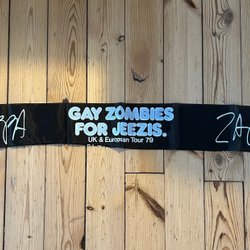 GAY ZOMBIES
FOR JEEZIS.
UK & European Tour 79